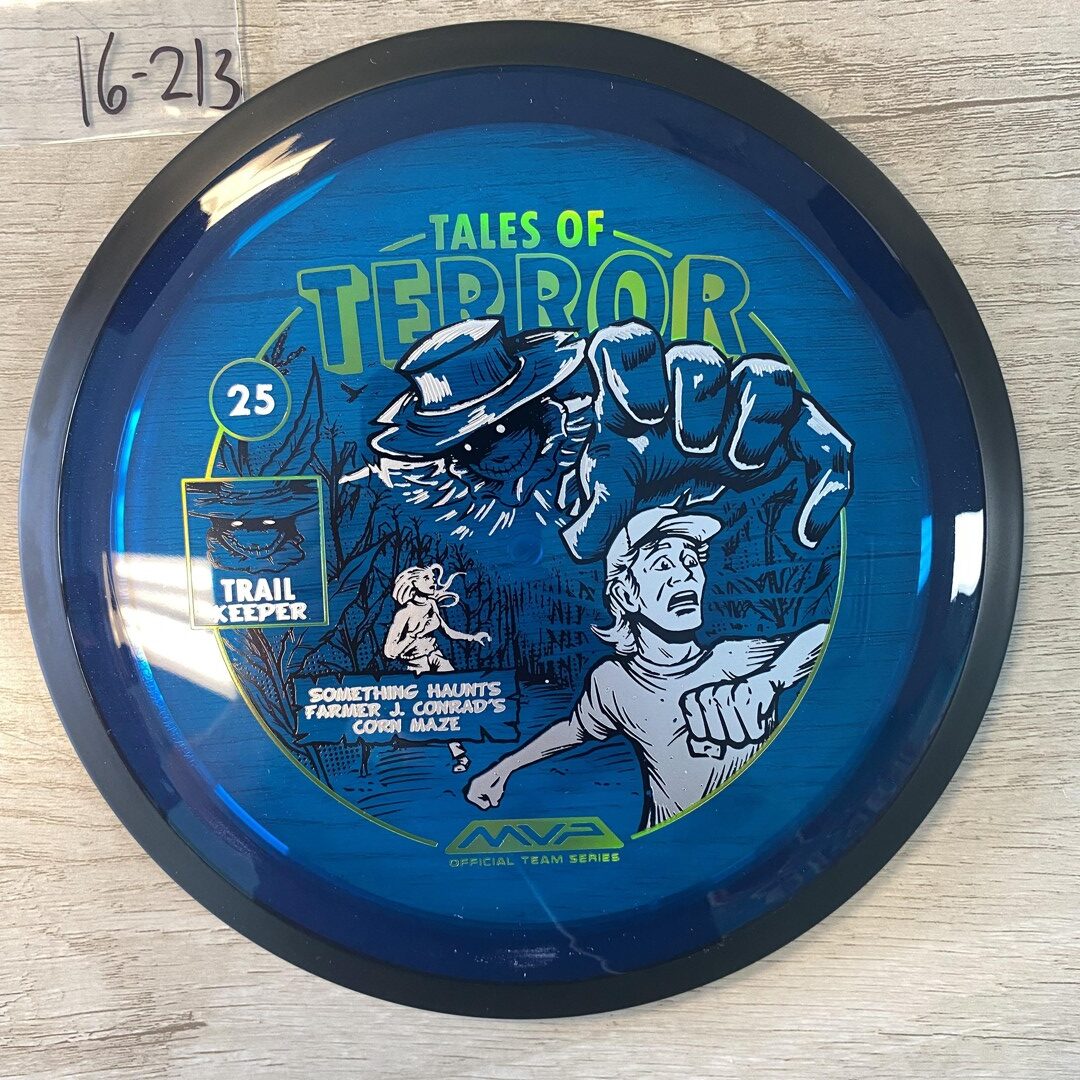 16-213
TALES OF
TERROR
25
TRAIL
KEEPER
SOMETHING HAUNTS
FARMER J. CONRAD'S
CORN MAZE
MVP
OFFICIAL TEAM SERIES